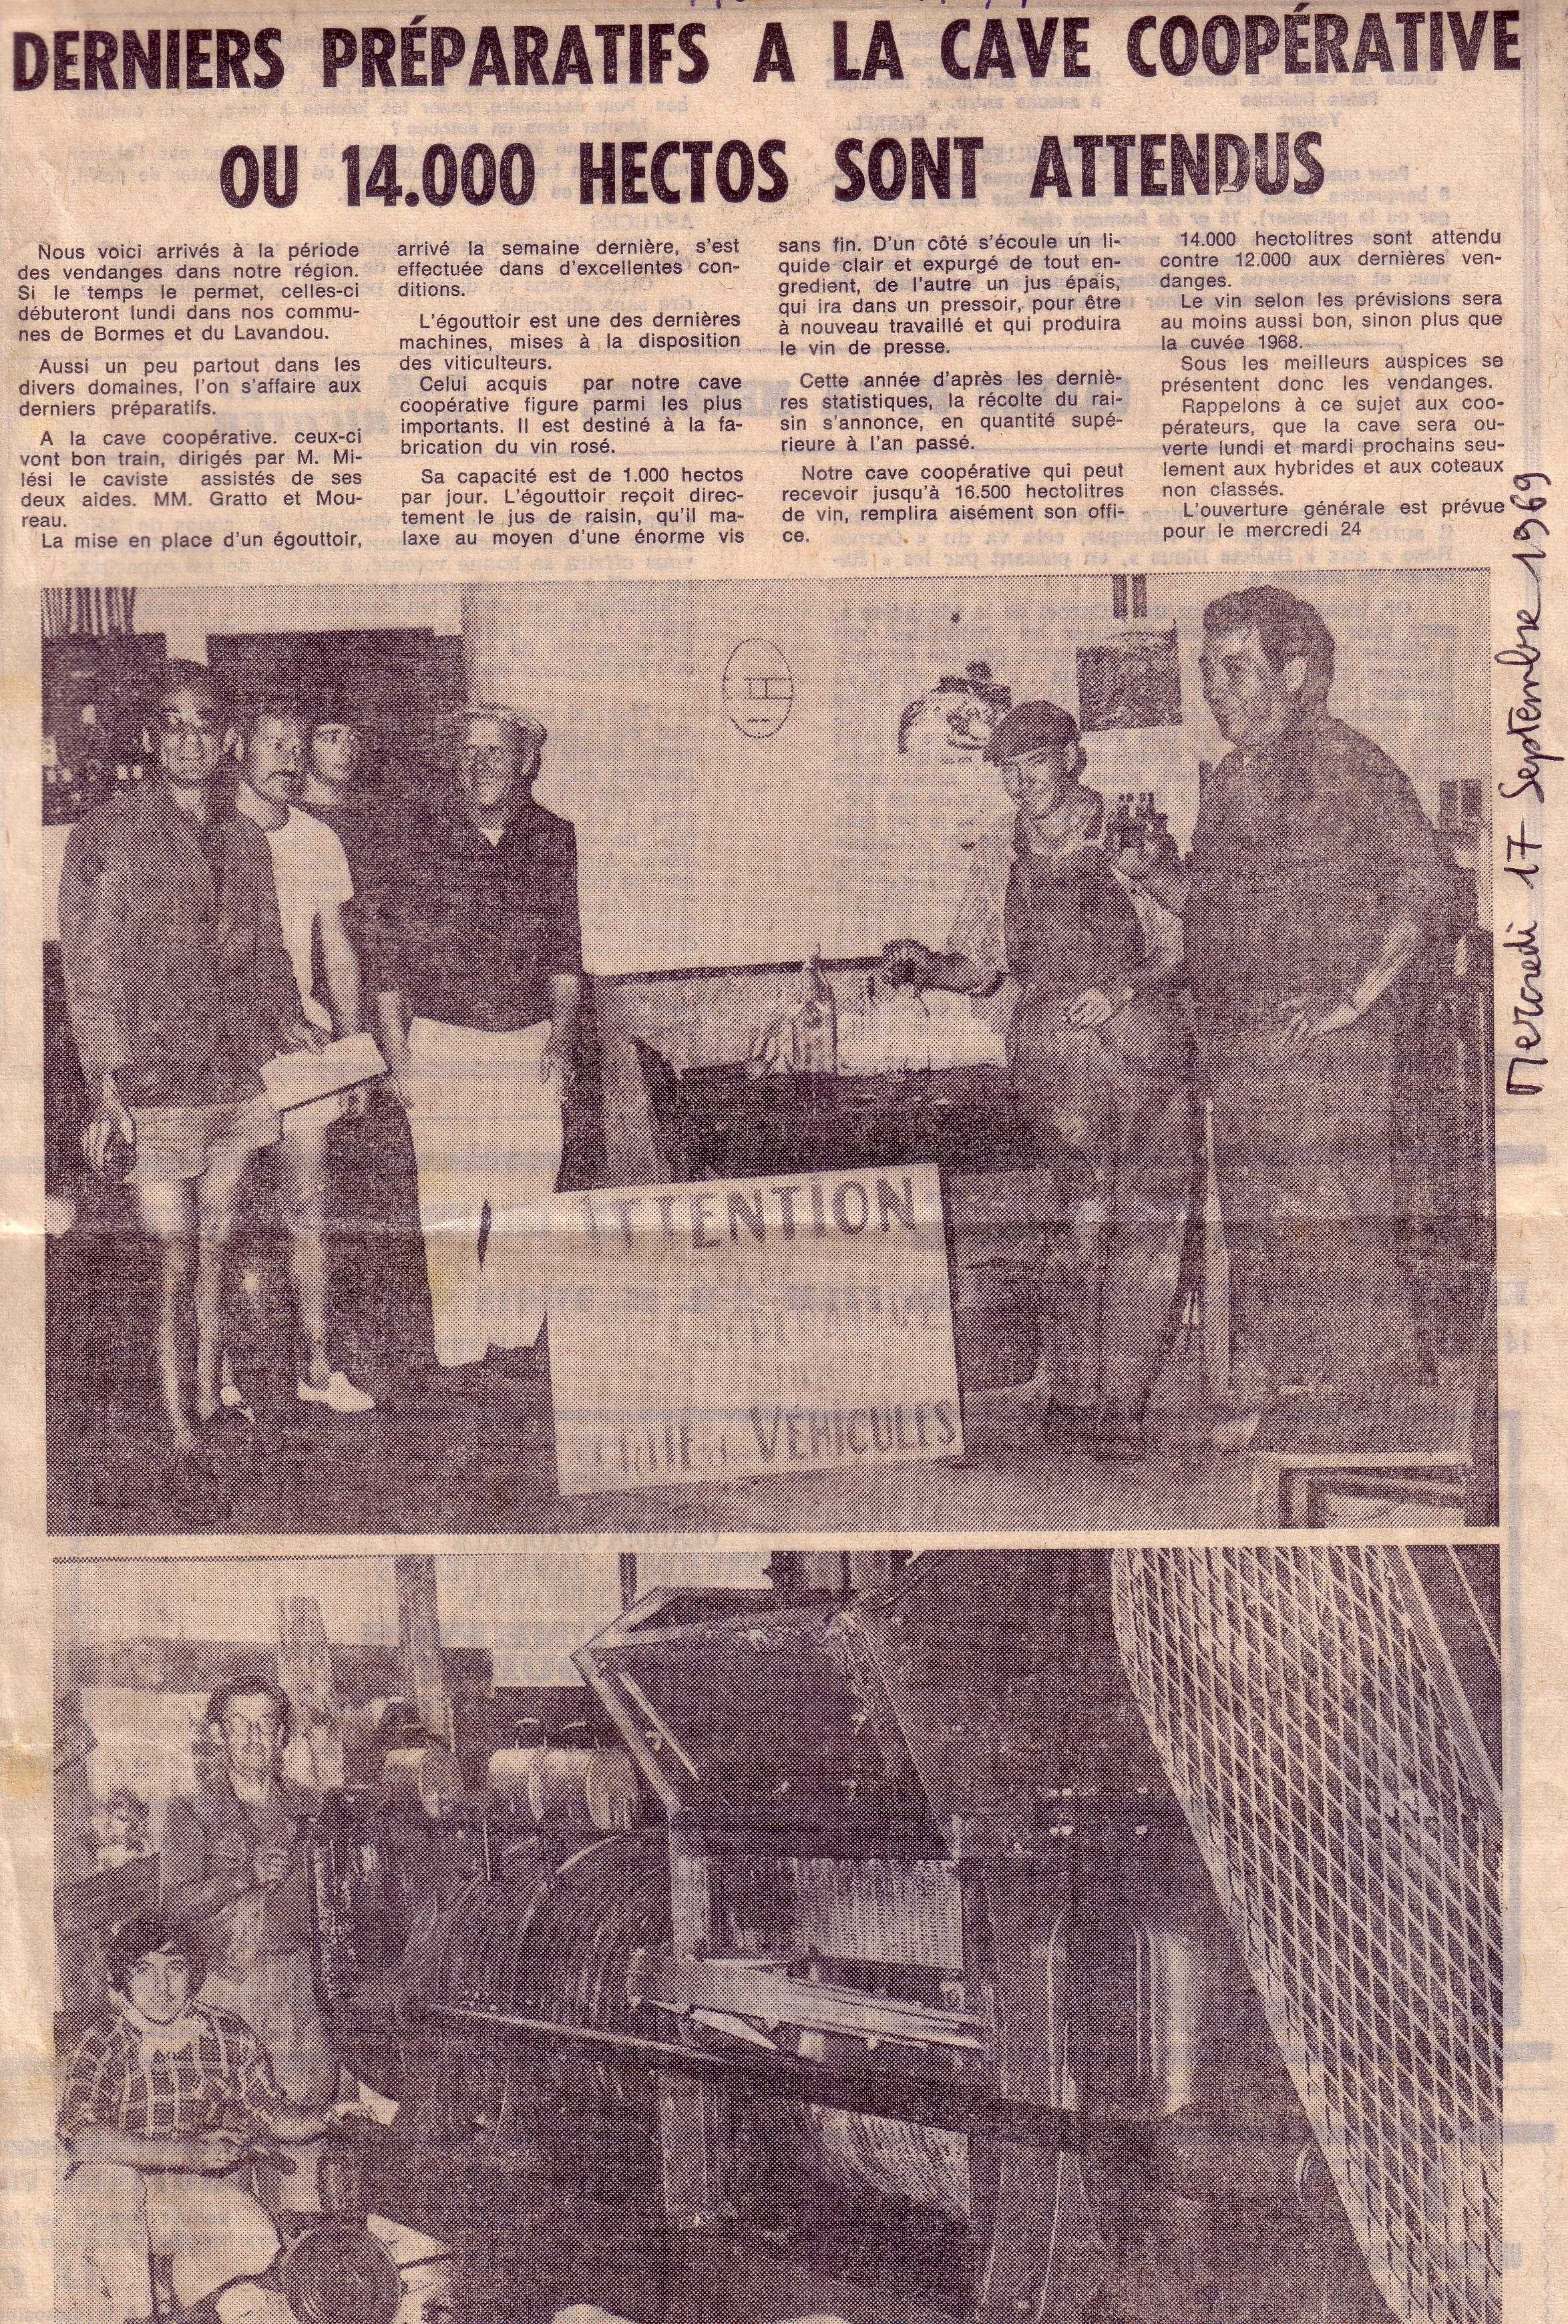 DERNIERS PRÉPARATIFS A LA CAVE COOPÉRATIVE
OU 14.000 HECTOS SONT ATTENDUS
Nous voici arrivés à la période
des vendanges dans notre région.
Si le temps le permet, celles-ci
débuteront lundi dans nos commu-
nes de Bormes et du Lavandou.
Aussi un peu partout dans les
divers domaines, l'on s'affaire aux
derniers préparatifs.
A la cave coopérative. ceux-ci
vont bon train, dirigés par M. Mi-
lési le caviste assistés de ses
deux aides. MM. Gratto et Mou-
reau.
La mise en place d'un égouttoir,
arrivé la semaine dernière, s'est
effectuée dans d'excellentes con-
ditions.
L'égouttoir est une des dernières
machines, mises à la disposition
des viticulteurs.
Celui acquis par notre cave
coopérative figure parmi les plus
importants. Il est destiné à la fa-
brication du vin rosé.
Sa capacité est de 1.000 hectos
par jour. L'égouttoir reçoit direc-
tement le jus de raisin, qu'il ma-
laxe au moyen d'une énorme vis
sans fin. D'un côté s'écoule un li-
quide clair et expurgé de tout en-
gredient, de l'autre un jus épais,
qui ira dans un pressoir, pour être
à nouveau travaillé et qui produira
le vin de presse.
Cette année d'après les derniè-
res statistiques, la récolte du rai-
sin s'annonce, en quantité supé-
rieure à l'an passé.
Notre cave coopérative qui peut
recevoir jusqu'à 16.500 hectolitres
de vin, remplira aisément son offi-
ce.
14.000 hectolitres sont attendu
contre 12.000 aux dernières ven-
danges.
Le vin selon les prévisions sera
au moins aussi bon, sinon plus que
la cuvée 1968.
Sous les meilleurs auspices se
présentent donc les vendanges.
Rappelons à ce sujet aux coo-
pérateurs, que la cave sera ou-
verte lundi et mardi prochains seu-
lement aux hybrides et aux coteaux
non classés.
L'ouverture générale est prévue
pour le mercredi 24
Mercredi 17 Septembre 1969
ATTENTION
VÉHICULES